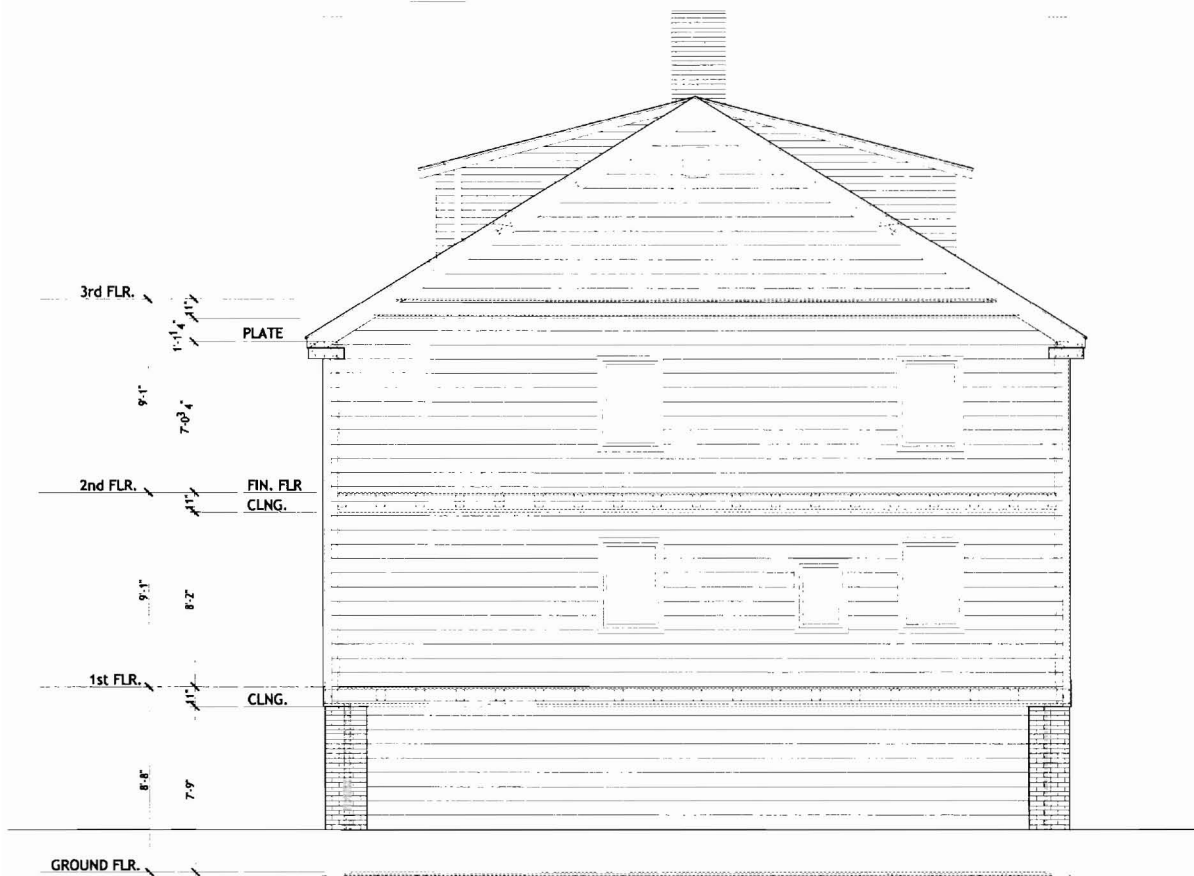 3rd FLR.
11"
1'-1 1/4"
PLATE
9'-1"
7'-0 3/4"
2nd FLR.
FIN. FLR
11"
CLNG.
9'-1"
8'-2"
1st FLR.
11"
CLNG.
8'-8"
7'-9"
GROUND FLR.